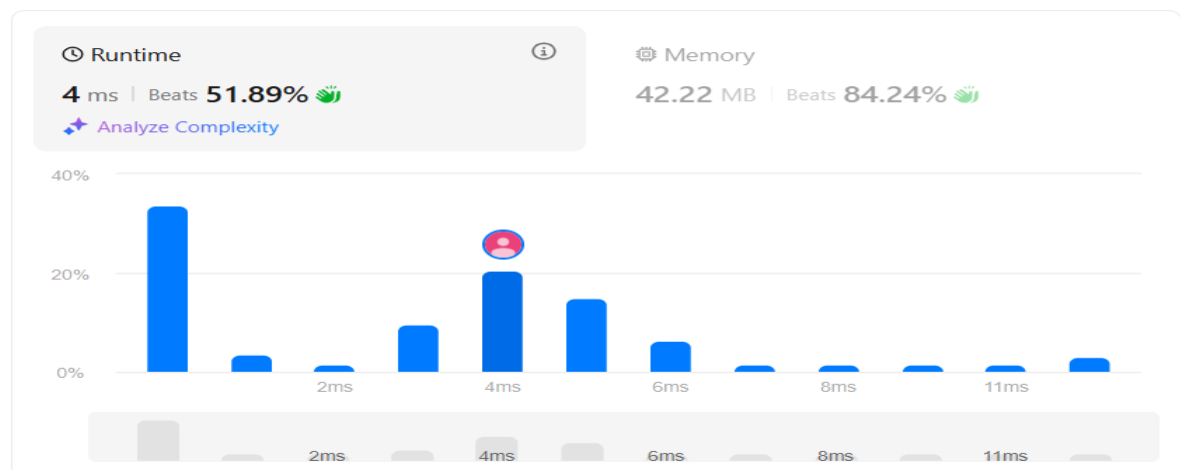 Runtime
4 ms | Beats 51.89%
Analyze Complexity
Memory
42.22 MB | Beats 84.24%
40%
20%
0%
2ms 4ms 6ms 8ms 11ms
2ms 4ms 6ms 8ms 11ms